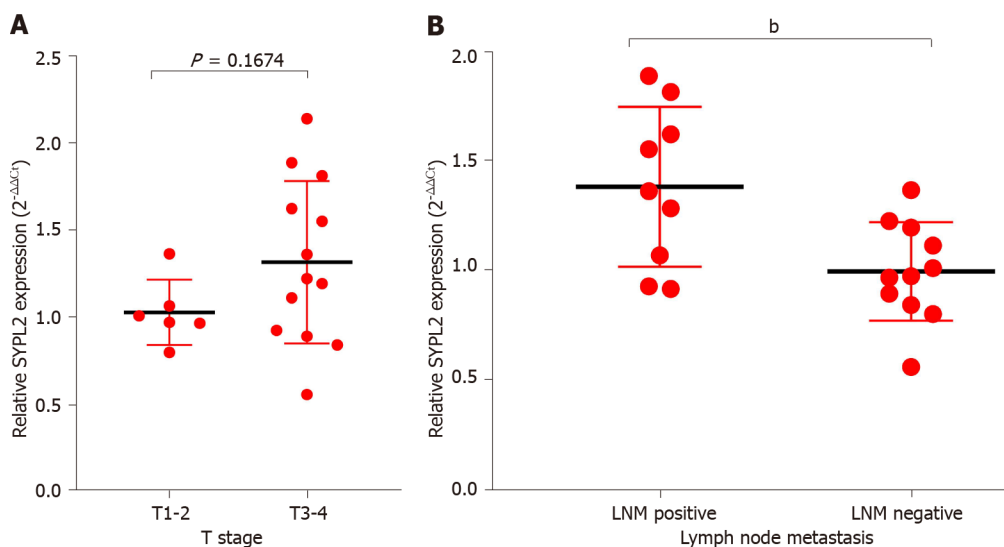 A
P = 0.1674
Relative SYPL2 expression (2^-ΔΔCt)
2.5
2.0
1.5
1.0
0.5
0.0
T1-2
T3-4
T stage
B
b
Relative SYPL2 expression (2^-ΔΔCt)
2.0
1.5
1.0
0.5
0.0
LNM positive
LNM negative
Lymph node metastasis